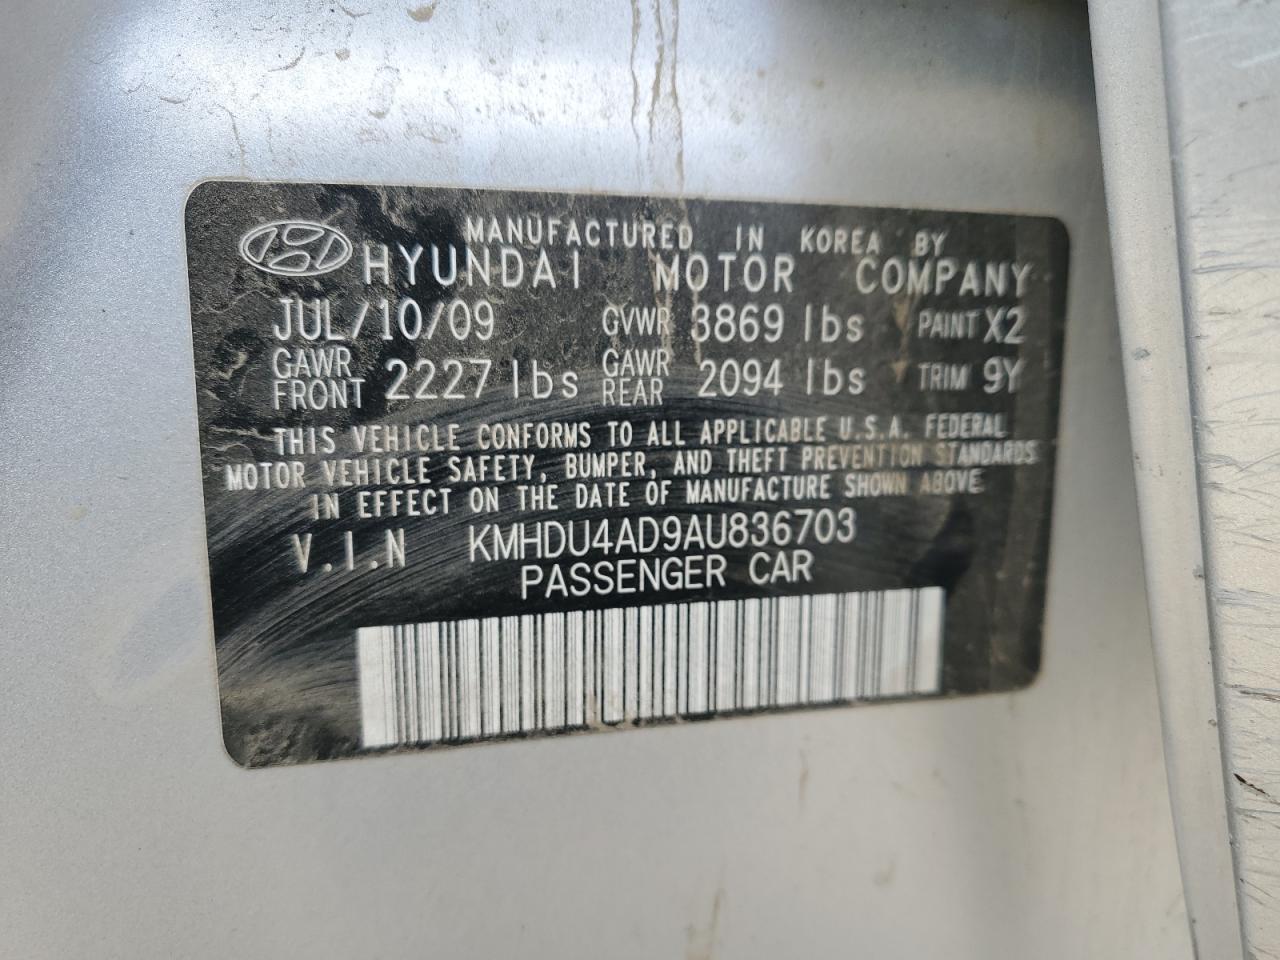 MANUFACTURED IN KOREA BY
HYUNDAI MOTOR COMPANY
JUL/10/09 GVWR 3869 lbs PAINT X2
GAWR FRONT 2227 lbs GAWR REAR 2094 lbs TRIM 9Y
THIS VEHICLE CONFORMS TO ALL APPLICABLE U.S.A. FEDERAL
MOTOR VEHICLE SAFETY, BUMPER, AND THEFT PREVENTION STANDARDS
IN EFFECT ON THE DATE OF MANUFACTURE SHOWN ABOVE
V.I.N KMHDU4AD9AU836703
PASSENGER CAR